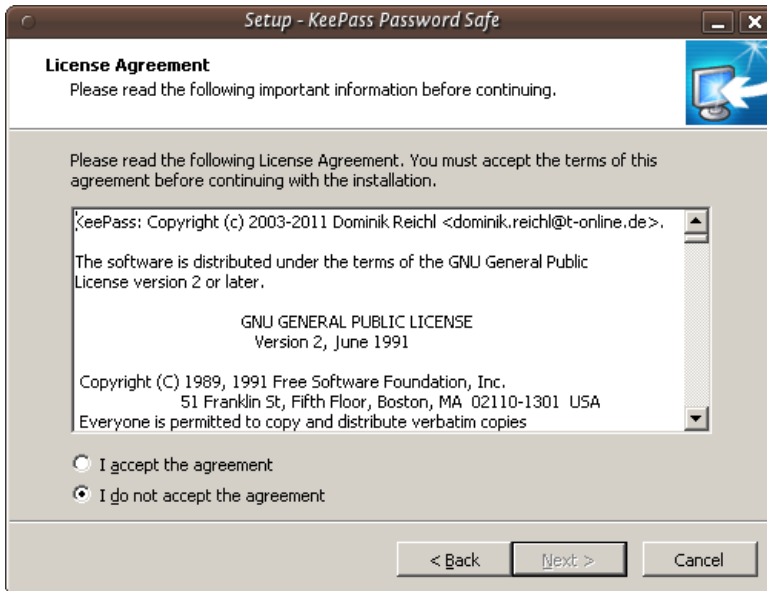 Setup - KeePass Password Safe
License Agreement
Please read the following important information before continuing.
Please read the following License Agreement. You must accept the terms of this
agreement before continuing with the installation.
KeePass: Copyright (c) 2003-2011 Dominik Reichl <dominik.reichl@t-online.de>.
The software is distributed under the terms of the GNU General Public
License version 2 or later.
GNU GENERAL PUBLIC LICENSE
Version 2, June 1991
Copyright (C) 1989, 1991 Free Software Foundation, Inc.
51 Franklin St, Fifth Floor, Boston, MA  02110-1301  USA
Everyone is permitted to copy and distribute verbatim copies
I accept the agreement
I do not accept the agreement
< Back
Next >
Cancel